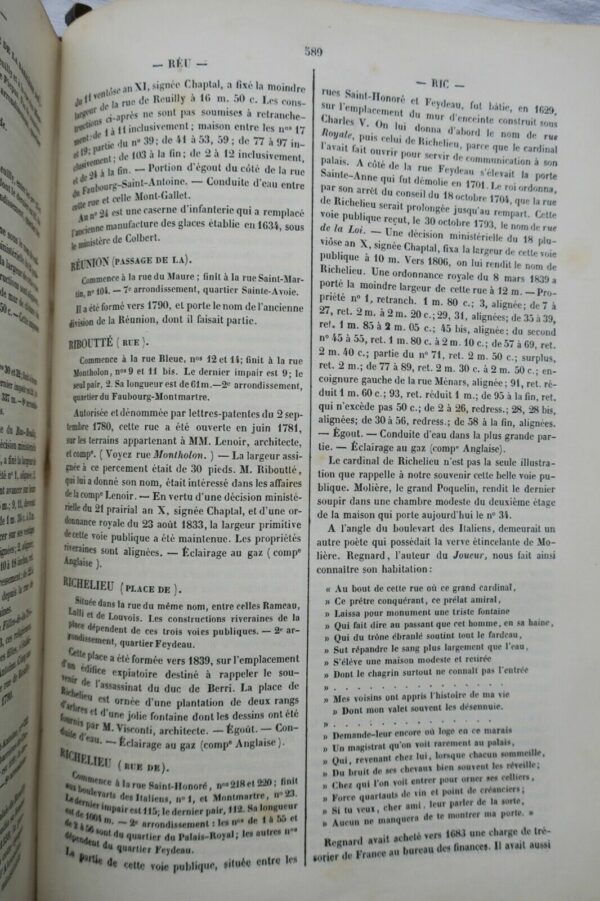 589
— RÉU —
du 11 ventôse an XI, signée Chaptal, a fixé la moindre
largeur de la rue de Reuilly à 16 m. 50 c. Les cons-
tructions ci-après ne sont pas soumises à retranche-
ment: de 1 à 11 inclusivement; maison entre les nos 17
et 19; partie du n° 39; de 41 à 53, 59; de 77 à 97 in-
clusivement; de 103 à la fin; de 2 à 12 inclusivement,
et de 24 à la fin. — Portion d'égout du côté de la rue
du Faubourg-Saint-Antoine. — Conduite d'eau entre
cette rue et celle Mont-Gallet.
Au n° 24 est une caserne d'infanterie qui a remplacé
l'ancienne manufacture des glaces établie en 1634, sous
le ministère de Colbert.
RÉUNION (PASSAGE DE LA).
Commence à la rue du Maure; finit à la rue Saint-Mar-
tin, n° 104. — 7e arrondissement, quartier Sainte-Avoie.
Il a été formé vers 1790, et porte le nom de l'ancienne
division de la Réunion, dont il faisait partie.
RIBOUTTÉ (RUE).
Commence à la rue Bleue, nos 12 et 14; finit à la rue
Montholon, nos 9 et 11 bis. Le dernier impair est 9; le
seul pair, 2. Sa longueur est de 61m.—2e arrondissement,
quartier du Faubourg-Montmartre.
Autorisée et dénommée par lettres-patentes du 2 sep-
tembre 1780, cette rue a été ouverte en juin 1781,
sur les terrains appartenant à MM. Lenoir, architecte,
et compe. (Voyez rue Montholon.) — La largeur assi-
gnée à ce percement était de 30 pieds. M. Riboutté,
qui lui a donné son nom, était intéressé dans les affaires
de la compe Lenoir. — En vertu d'une décision ministé-
rielle du 21 prairial an X, signée Chaptal, et d'une or-
donnance royale du 23 août 1833, la largeur primitive
de cette voie publique a été maintenue. Les propriétés
riveraines sont alignées. — Éclairage au gaz (compe
Anglaise).
RICHELIEU (PLACE DE).
Située dans la rue du même nom, entre celles Rameau,
Lulli et de Louvois. Les constructions riveraines de la
place dépendent de ces trois voies publiques. — 2e ar-
rondissement, quartier Feydeau.
Cette place a été formée vers 1839, sur l'emplacement
d'un édifice expiatoire destiné à rappeler le sou-
venir de l'assassinat du duc de Berri. La place de
Richelieu est ornée d'une plantation de deux rangs
d'arbres et d'une jolie fontaine dont les dessins ont été
fournis par M. Visconti, architecte. — Égout. — Con-
duite d'eau. — Éclairage au gaz (compe Anglaise).
RICHELIEU (RUE DE).
Commence à la rue Saint-Honoré, nos 218 et 220; finit
aux boulevarts des Italiens, n° 1, et Montmartre, n° 23.
Le dernier impair est 115; le dernier pair, 112. Sa longueur
est de 1004 m. — 2e arrondissement: les nos de 1 à 55 et
de 2 à 56 sont du quartier du Palais-Royal; les autres nos
dépendent du quartier Feydeau.
La partie de cette voie publique, située entre les
— RIC —
rues Saint-Honoré et Feydeau, fut bâtie, en 1629,
sur l'emplacement du mur d'enceinte construit sous
Charles V. On lui donna d'abord le nom de rue
Royale, puis celui de Richelieu, parce que le cardinal
l'avait fait ouvrir pour servir de communication à son
palais. A côté de la rue Feydeau s'élevait la porte
Sainte-Anne qui fut démolie en 1701. Le roi ordonna,
par son arrêt du conseil du 18 octobre 1704, que la rue
de Richelieu serait prolongée jusqu'au rempart. Cette
voie publique reçut, le 30 octobre 1793, le nom de rue
de la Loi. — Une décision ministérielle du 18 plu-
viôse an X, signée Chaptal, fixa la largeur de cette voie
publique à 10 m. Vers 1806, on lui rendit le nom de
Richelieu. Une ordonnance royale du 8 mars 1839 a
porté la moindre largeur de cette rue à 12 m. — Pro-
priété n° 1, retranch. 1 m. 80 c.; 3, alignée; de 7 à
27, ret. 2 m. à 2 m. 20 c.; 29, 31, alignées; de 35 à 39,
ret. 1 m. 85 à 2 m. 05 c.; 45 bis, alignée; du second
n° 45 à 55, ret. 1 m. 80 c. à 2 m. 10 c.; de 57 à 69, ret.
2 m. 40 c.; partie du n° 71, ret. 2 m. 50 c., surplus,
ret. 2 m.; de 77 à 89, ret. 2 m. 30 c. à 2 m. 50 c.; en-
coignure gauche de la rue Ménars, alignée; 91, ret. ré-
duit 1 m. 60 c.; 93, ret. réduit 1 m.; de 95 à la fin, ret.
qui n'excède pas 50 c.; de 2 à 26, redress.; 28, 28 bis,
alignées; de 30 à 56, redress.; de 58 à la fin, alignées.
— Égout. — Conduite d'eau dans la plus grande par-
tie. — Éclairage au gaz (compe Anglaise).
Le cardinal de Richelieu n'est pas la seule illustra-
tion que rappelle à notre souvenir cette belle voie pu-
blique. Molière, le grand Poquelin, rendit le dernier
soupir dans une chambre modeste du deuxième étage
de la maison qui porte aujourd'hui le n° 34.
A l'angle du boulevart des Italiens, demeurait un
autre poète qui possédait la verve étincelante de Mo-
lière. Regnard, l'auteur du Joueur, nous fait ainsi
connaître son habitation:
» Au bout de cette rue où ce grand cardinal,
» Ce prêtre conquérant, ce prélat amiral,
» Laissa pour monument une triste fontaine
» Qui fait dire au passant que cet homme, en sa haine,
» Qui du trône ébranlé soutint tout le fardeau,
» Sut répandre le sang plus largement que l'eau,
» S'élève une maison modeste et retirée
» Dont le chagrin surtout ne connaît pas l'entrée
» . . . . . . . . . . . . . . . .
» Mes voisins ont appris l'histoire de ma vie
» Dont mon valet souvent les désennuie.
» . . . . . . . . . . . . . . . .
» Demande-leur encore où loge en ce marais
» Un magistrat qu'on voit rarement au palais,
» Qui, revenant chez lui, lorsque chacun sommeille,
» Du bruit de ses chevaux bien souvent les réveille;
» Chez qui l'on voit entrer pour orner ses celliers,
» Force quartants de vin et point de créanciers;
» Si tu veux, cher ami, leur parler de la sorte,
» Aucun ne manquera de te montrer ma porte. »
Regnard avait acheté vers 1683 une charge de tré-
sorier de France au bureau des finances. Il avait aussi